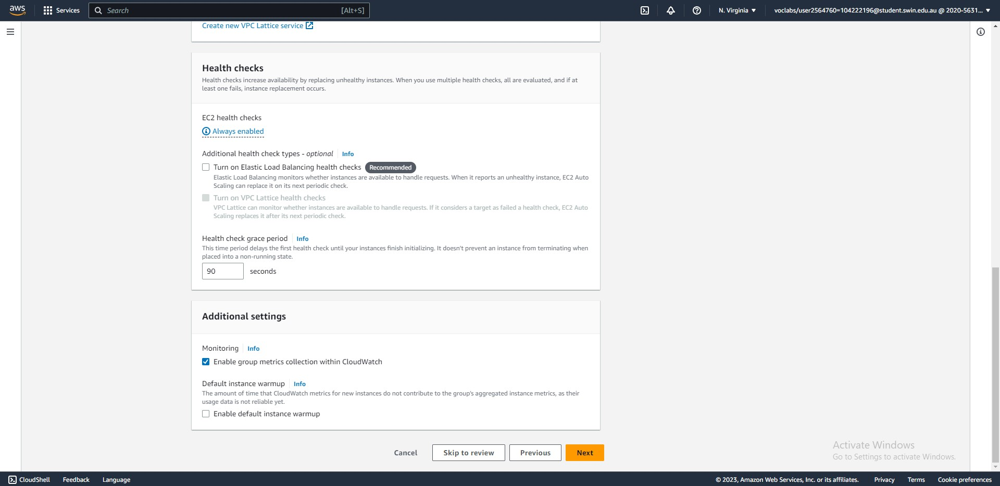 aws
Services
Search
[Alt+S]
N. Virginia
voclabs/user2564760=104222196@student.swin.edu.au @ 2020-5631...
Create new VPC Lattice service
Health checks
Health checks increase availability by replacing unhealthy instances. When you use multiple health checks, all are evaluated, and if at
least one fails, instance replacement occurs.
EC2 health checks
Always enabled
Additional health check types - optional
Info
Turn on Elastic Load Balancing health checks
Recommended
Elastic Load Balancing monitors whether instances are available to handle requests. When it reports an unhealthy instance, EC2 Auto
Scaling can replace it on its next periodic check.
Turn on VPC Lattice health checks
VPC Lattice can monitor whether instances are available to handle requests. If it considers a target as failed a health check, EC2 Auto
Scaling replaces it after its next periodic check.
Health check grace period
Info
This time period delays the first health check until your instances finish initializing. It doesn't prevent an instance from terminating when
placed into a non-running state.
90
seconds
Additional settings
Monitoring
Info
Enable group metrics collection within CloudWatch
Default instance warmup
Info
The amount of time that CloudWatch metrics for new instances do not contribute to the group's aggregated instance metrics, as their
usage data is not reliable yet.
Enable default instance warmup
Cancel
Skip to review
Previous
Next
Activate Windows
Go to Settings to activate Windows.
CloudShell
Feedback
Language
© 2023, Amazon Web Services, Inc. or its affiliates.
Privacy
Terms
Cookie preferences